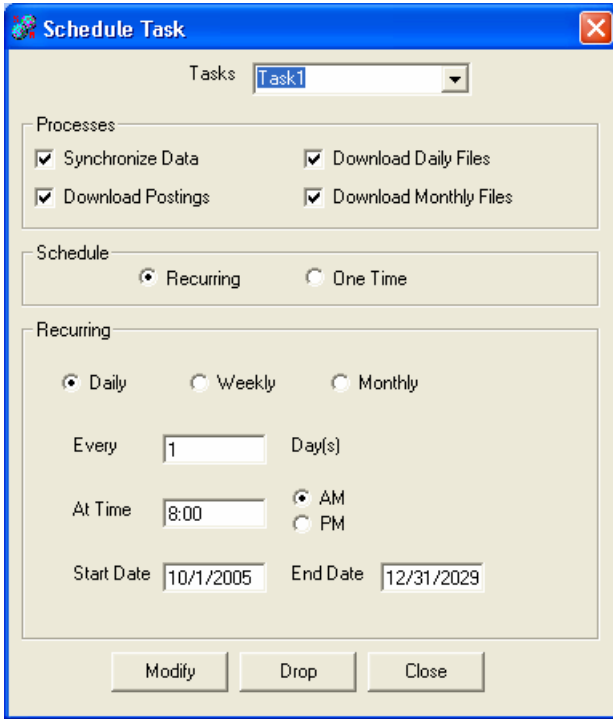 Schedule Task
Tasks Task1
Processes
Synchronize Data Download Daily Files
Download Postings Download Monthly Files
Schedule
Recurring One Time
Recurring
Daily Weekly Monthly
Every 1 Day(s)
At Time 8:00 AM
PM
Start Date 10/1/2005 End Date 12/31/2029
Modify Drop Close